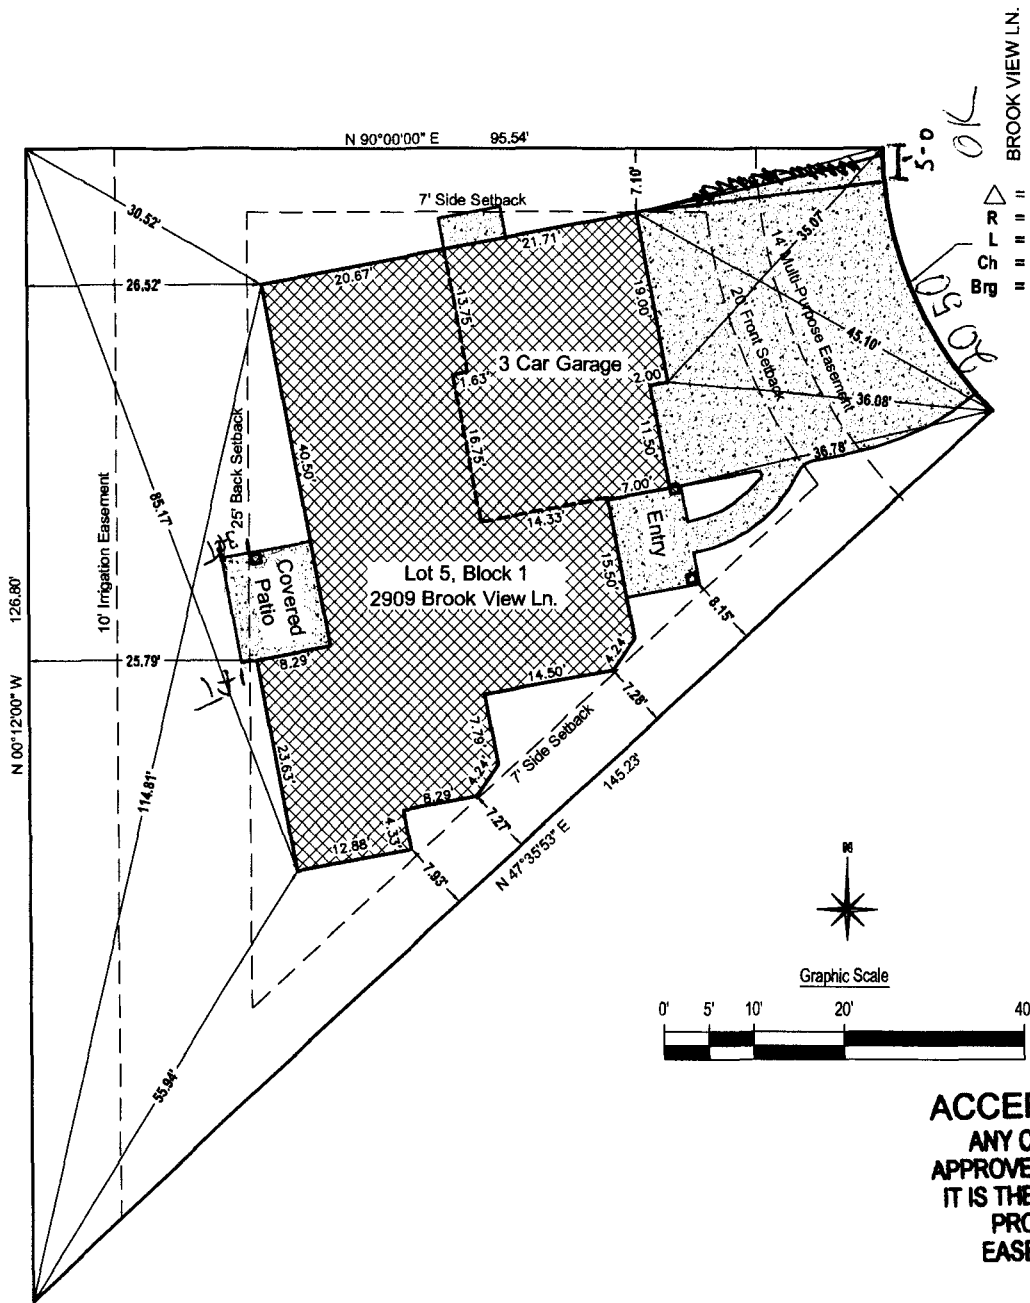 BROOK VIEW LN.
OK
5-0
N 90°00'00" E 95.54'
7.10'
△ =
R =
L =
Ch =
Brg =
20 50
30.52'
7' Side Setback
21.71'
20.67'
26.52'
13.75'
19.00'
35.07'
14' Multi-Purpose Easement
20' Front Setback
45.10'
3 Car Garage
1.63'
2.00'
36.08'
16.75'
11.50'
36.78'
40.50'
25' Back Setback
10' Irrigation Easement
85.17'
7.00'
14.33'
Entry
Covered
Patio
15.50'
Lot 5, Block 1
2909 Brook View Ln.
8.15'
N 00°12'00" W 126.80'
25.79'
8.29'
4.24'
14.50'
7.28'
7.79'
7' Side Setback
23.63'
4.24'
145.23'
114.81'
8.29'
7.27'
4.33'
12.88'
7.93'
N 47°35'53" E
55.94'
Graphic Scale
0' 5' 10' 20' 40
ACCE
ANY
APPROVE
IT IS THE
PRO
EASE